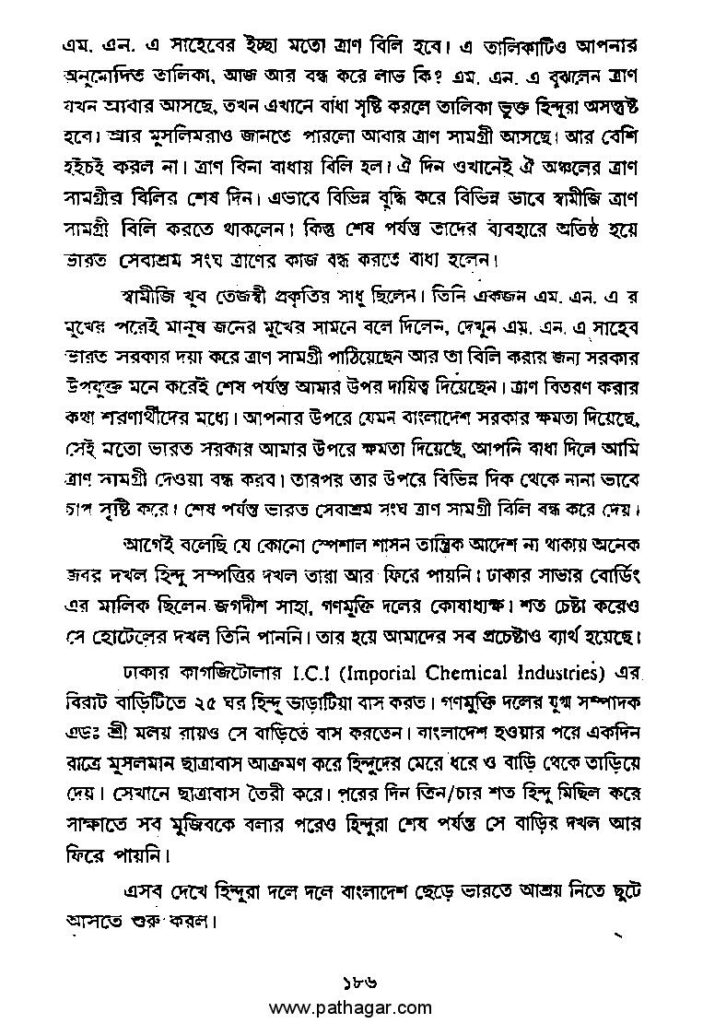 এম. এন. এ সাহেবের ইচ্ছা মতো ত্রাণ বিলি হবে। এ তালিকাটিও আপনার
অনুমোদিত তালিকা, আজ আর বন্ধ করে লাভ কি? এম. এন. এ বুঝলেন ত্রাণ
যখন আবার আসছে, তখন এখানে বাধা সৃষ্টি করলে তালিকা ভুক্ত হিন্দুরা অসন্তুষ্ট
হবে। আর মুসলিমরাও জানতে পারলো আবার ত্রাণ সামগ্রী আসছে। আর বেশি
হইচই করল না। ত্রাণ বিনা বাধায় বিলি হল। ঐ দিন ওখানেই ঐ অঞ্চলের ত্রাণ
সামগ্রীর বিলির শেষ দিন। এভাবে বিভিন্ন বুদ্ধি করে বিভিন্ন ভাবে স্বামীজি ত্রাণ
সামগ্রী বিলি করতে থাকলেন। কিন্তু শেষ পর্যন্ত তাদের ব্যবহারে অতিষ্ঠ হয়ে
ভারত সেবাশ্রম সংঘ ত্রাণের কাজ বন্ধ করতে বাধ্য হলেন।
স্বামীজি খুব তেজস্বী প্রকৃতির সাধু ছিলেন। তিনি একজন এম. এন. এ র
মুখের পরেই মানুষ জনের মুখের সামনে বলে দিলেন, দেখুন এম. এন. এ সাহেব
ভারত সরকার দয়া করে ত্রাণ সামগ্রী পাঠিয়েছেন আর তা বিলি করার জন্য সরকার
উপযুক্ত মনে করেই শেষ পর্যন্ত আমার উপর দায়িত্ব দিয়েছেন। ত্রাণ বিতরণ করার
কথা শরণার্থীদের মধ্যে। আপনার উপরে যেমন বাংলাদেশ সরকার ক্ষমতা দিয়েছে,
সেই মতো ভারত সরকার আমার উপরে ক্ষমতা দিয়েছে, আপনি বাধা দিলে আমি
ত্রাণ সামগ্রী দেওয়া বন্ধ করব। তারপর তার উপরে বিভিন্ন দিক থেকে নানা ভাবে
চাপ সৃষ্টি করে। শেষ পর্যন্ত ভারত সেবাশ্রম সংঘ ত্রাণ সামগ্রী বিলি বন্ধ করে দেয়।
আগেই বলেছি যে কোনো স্পেশাল শাসন তান্ত্রিক আদেশ না থাকায় অনেক
জবর দখল হিন্দু সম্পত্তির দখল তারা আর ফিরে পায়নি। ঢাকার সাভার বোর্ডিং
এর মালিক ছিলেন জগদীশ সাহা, গণমুক্তি দলের কোষাধ্যক্ষ। শত চেষ্টা করেও
সে হোটেলের দখল তিনি পাননি। তার হয়ে আমাদের সব প্রচেষ্টাও ব্যার্থ হয়েছে।
ঢাকার কাগজিটোলার I.C.I (Imporial Chemical Industries) এর
বিরাট বাড়িটিতে ২৫ ঘর হিন্দু ভাড়াটিয়া বাস করত। গণমুক্তি দলের যুগ্ম সম্পাদক
এডঃ শ্রী মলয় রায়ও সে বাড়িতে বাস করতেন। বাংলাদেশ হওয়ার পরে একদিন
রাত্রে মুসলমান ছাত্রাবাস আক্রমণ করে হিন্দুদের মেরে ধরে ও বাড়ি থেকে তাড়িয়ে
দেয়। সেখানে ছাত্রাবাস তৈরী করে। পরের দিন তিন/চার শত হিন্দু মিছিল করে
সাক্ষাতে সব মুজিবকে বলার পরেও হিন্দুরা শেষ পর্যন্ত সে বাড়ির দখল আর
ফিরে পায়নি।
এসব দেখে হিন্দুরা দলে দলে বাংলাদেশ ছেড়ে ভারতে আশ্রয় নিতে ছুটে
আসতে শুরু করল।
১৮৬
www.pathagar.com